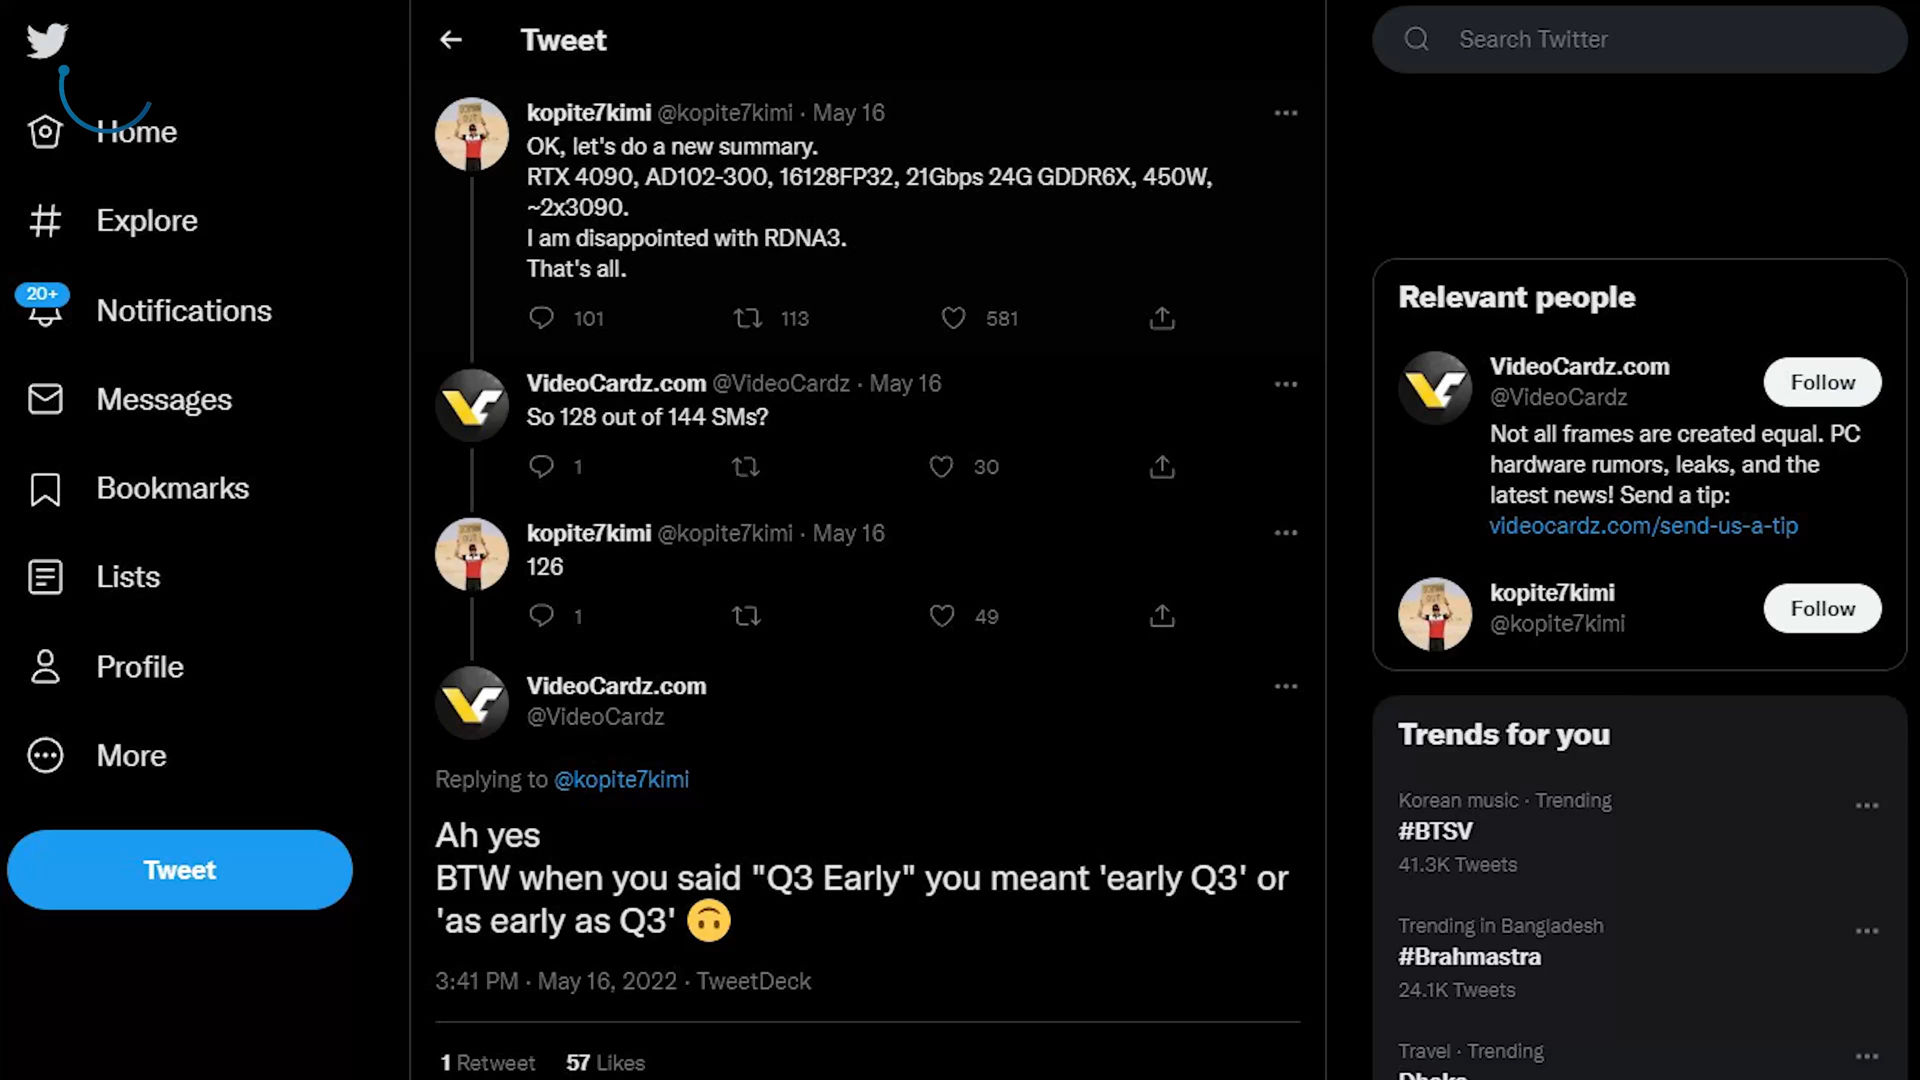 Tweet
Search Twitter
Home
Explore
20+
Notifications
Messages
Bookmarks
Lists
Profile
More
Tweet
kopite7kimi @kopite7kimi · May 16
OK, let's do a new summary.
RTX 4090, AD102-300, 16128FP32, 21Gbps 24G GDDR6X, 450W,
~2x3090.
I am disappointed with RDNA3.
That's all.
101 113 581
VideoCardz.com @VideoCardz · May 16
So 128 out of 144 SMs?
1 30
kopite7kimi @kopite7kimi · May 16
126
1 49
VideoCardz.com
@VideoCardz
Replying to @kopite7kimi
Ah yes
BTW when you said "Q3 Early" you meant 'early Q3' or
'as early as Q3' 🙃
3:41 PM · May 16, 2022 · TweetDeck
1 Retweet 57 Likes
Relevant people
VideoCardz.com
@VideoCardz
Follow
Not all frames are created equal. PC
hardware rumors, leaks, and the
latest news! Send a tip:
videocardz.com/send-us-a-tip
kopite7kimi
@kopite7kimi
Follow
Trends for you
Korean music · Trending
#BTSV
41.3K Tweets
Trending in Bangladesh
#Brahmastra
24.1K Tweets
Travel · Trending